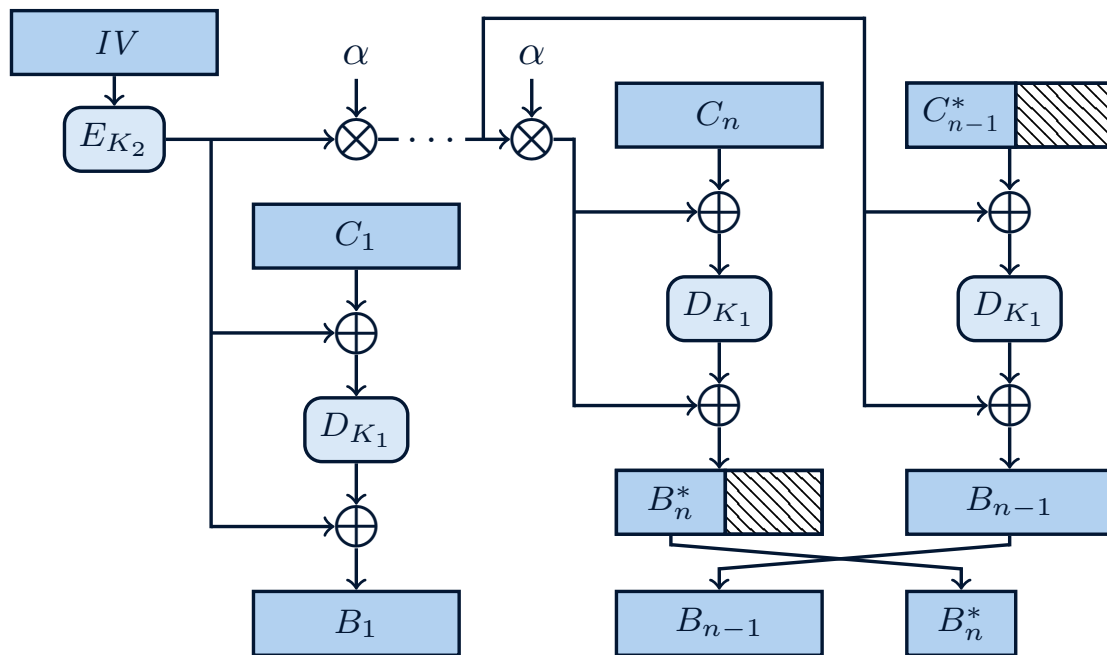 IV
α α
C_n C^*_{n-1}
E_{K_2} · · ·
C_1
D_{K_1} D_{K_1}
D_{K_1}
B^*_n B_{n-1}
B_1 B_{n-1} B^*_n